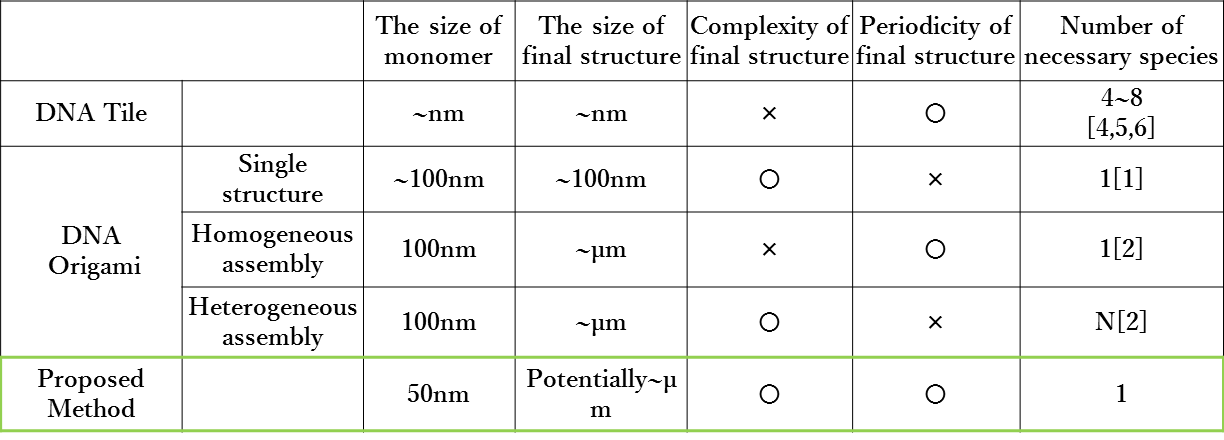 The size of monomer
The size of final structure
Complexity of final structure
Periodicity of final structure
Number of necessary species
DNA Tile
~nm
~nm
×
○
4~8
[4,5,6]
DNA
Origami
Single
structure
~100nm
~100nm
○
×
1[1]
Homogeneous
assembly
100nm
~μm
×
○
1[2]
Heterogeneous
assembly
100nm
~μm
○
×
N[2]
Proposed
Method
50nm
Potentially~μ
m
○
○
1